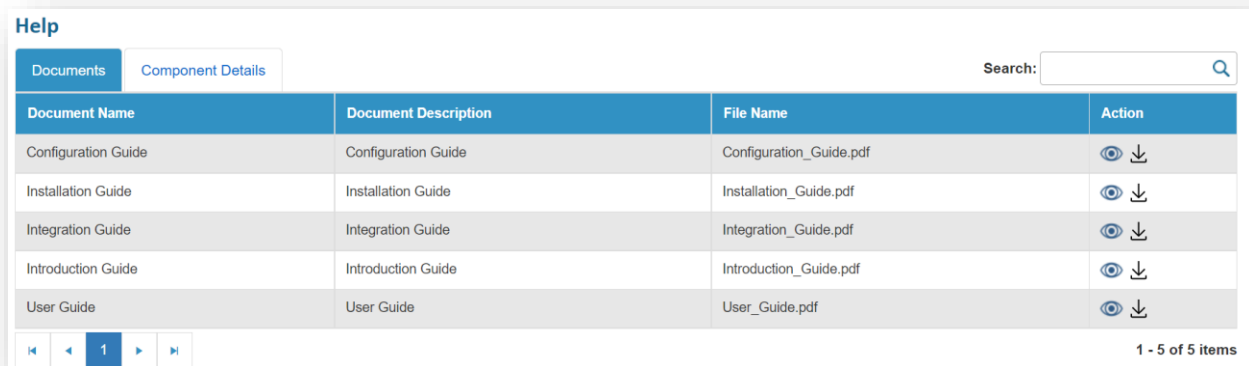 Help
Documents Component Details Search:
Document Name Document Description File Name Action
Configuration Guide Configuration Guide Configuration_Guide.pdf
Installation Guide Installation Guide Installation_Guide.pdf
Integration Guide Integration Guide Integration_Guide.pdf
Introduction Guide Introduction Guide Introduction_Guide.pdf
User Guide User Guide User_Guide.pdf
1 1 - 5 of 5 items